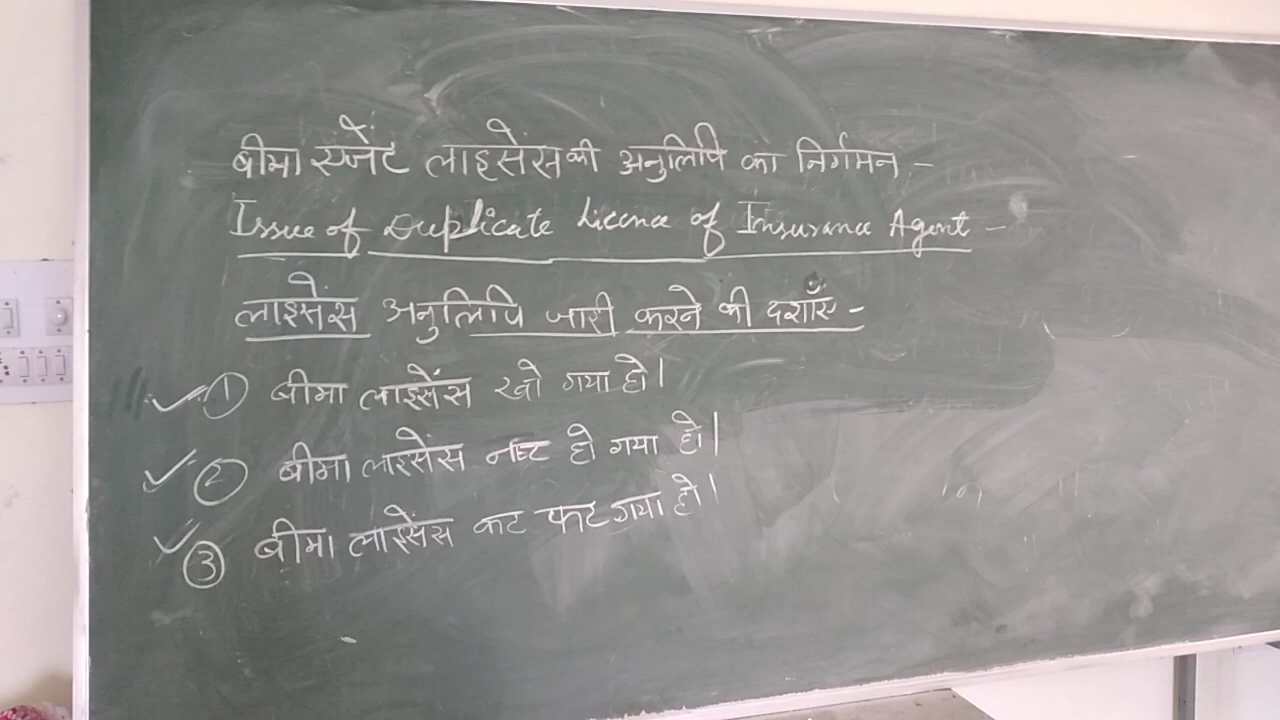 बीमा एजेंट लाइसेंस की अनुलिपि का निर्गमन -
Issue of Duplicate Licence of Insurance Agent -
लाइसेंस अनुलिपि जारी करने की दशाएँ -
① बीमा लाइसेंस खो गया हो।
② बीमा लाइसेंस नष्ट हो गया हो।
③ बीमा लाइसेंस कट फट गया हो।